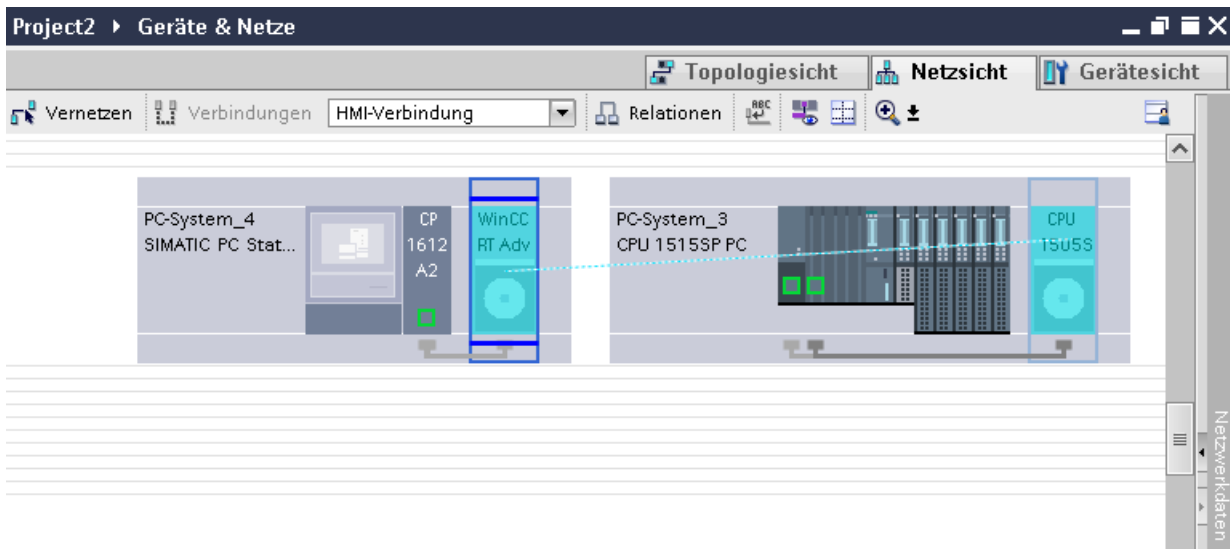 Project2 ▸ Geräte & Netze
Topologiesicht Netzsicht Gerätesicht
Vernetzen Verbindungen HMI-Verbindung Relationen
PC-System_4
SIMATIC PC Stat...
CP
1612
A2
WinCC
RT Adv
PC-System_3
CPU 1515SP PC
CPU
1505S
Netzwerkdaten